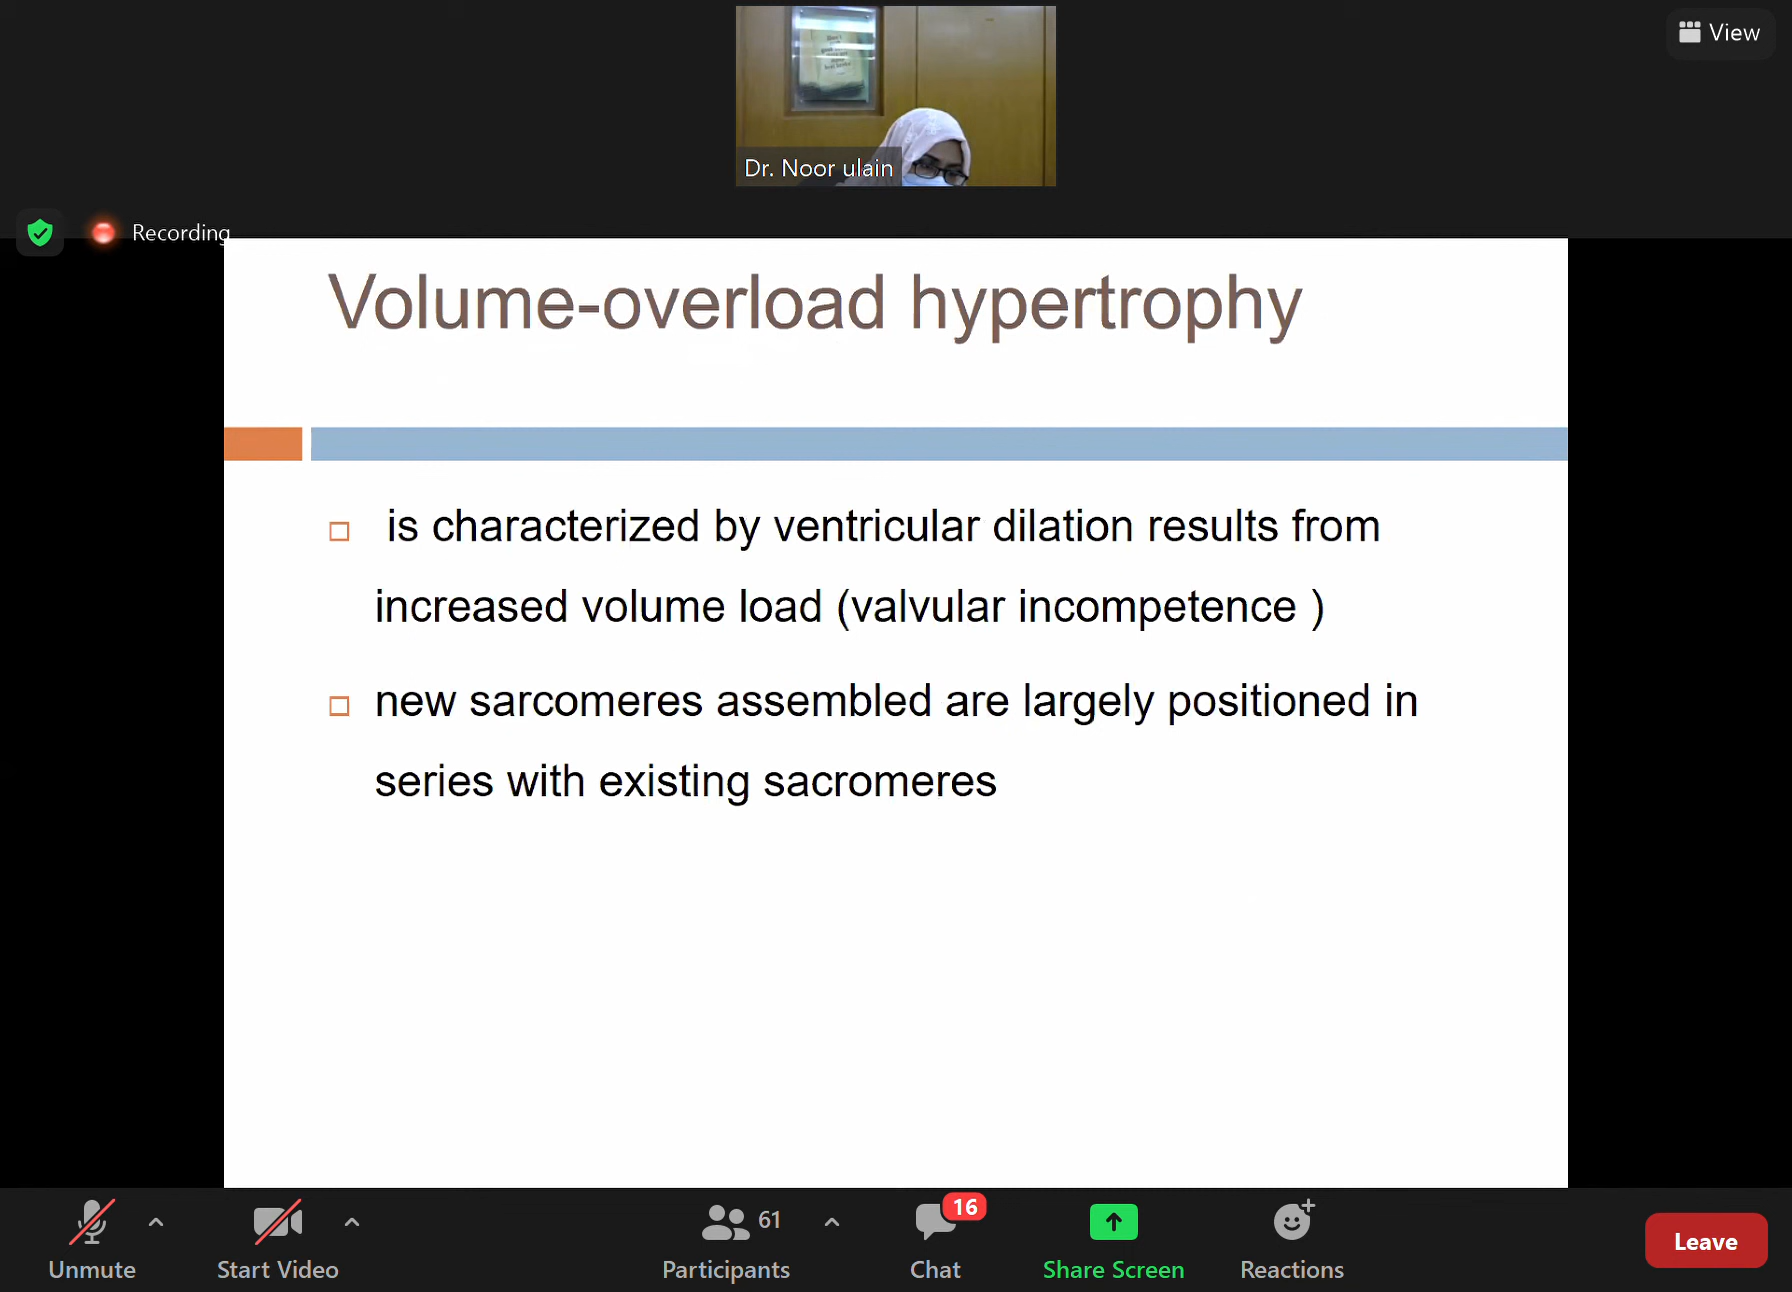 View
Dr. Noor ulain
Recording
Volume-overload hypertrophy
is characterized by ventricular dilation results from
increased volume load (valvular incompetence )
new sarcomeres assembled are largely positioned in
series with existing sacromeres
61
16
Unmute
Start Video
Participants
Chat
Share Screen
Reactions
Leave